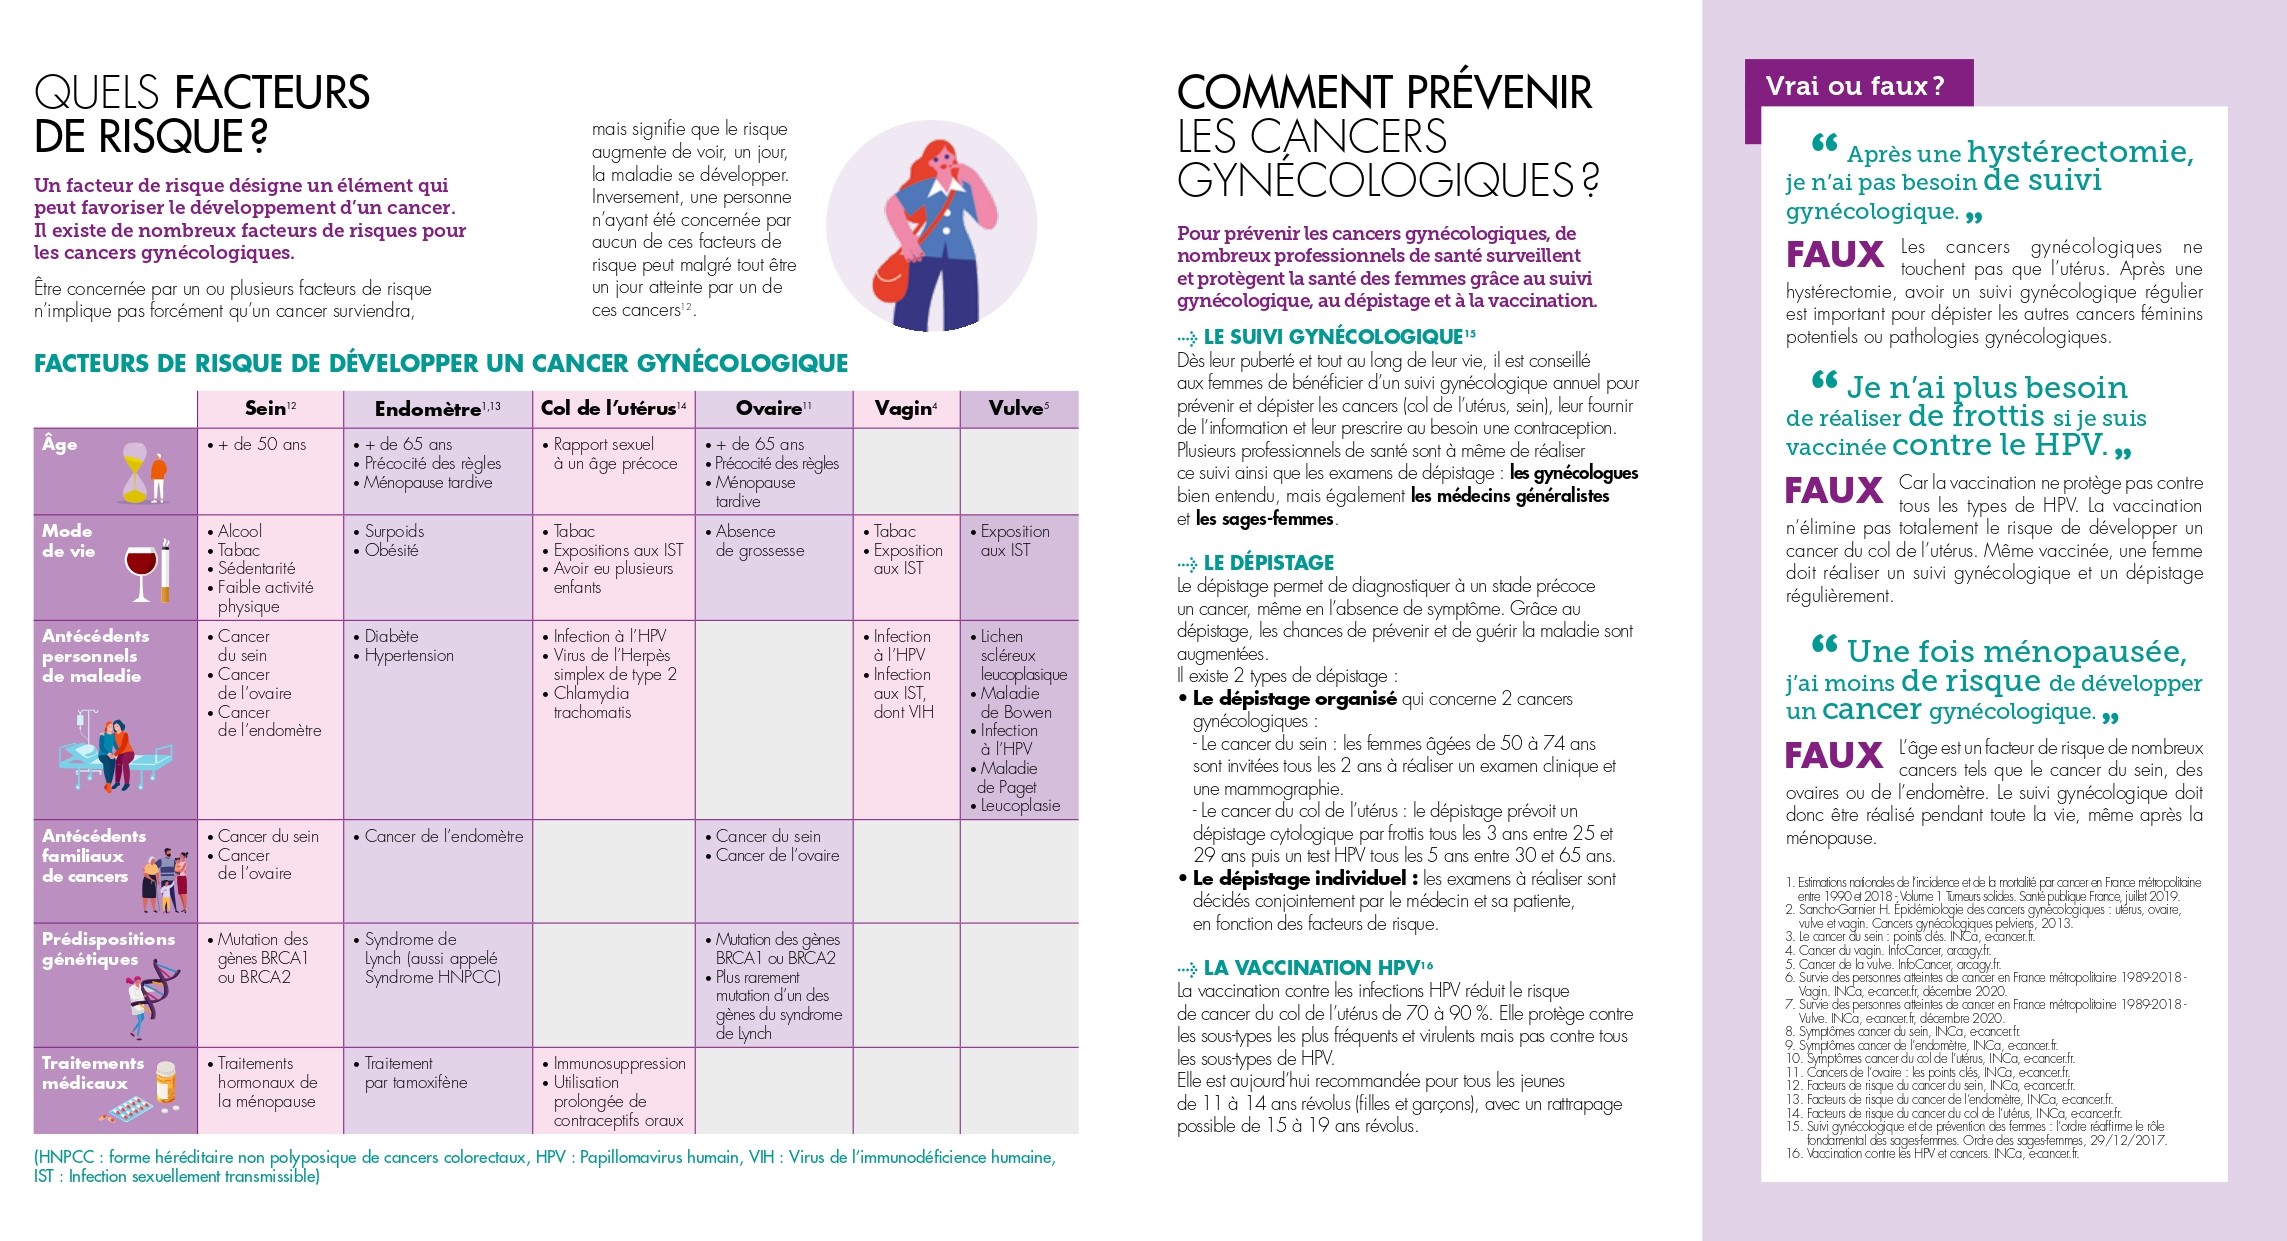 QUELS FACTEURS
DE RISQUE ?
Un facteur de risque désigne un élément qui
peut favoriser le développement d’un cancer.
Il existe de nombreux facteurs de risques pour
les cancers gynécologiques.
Être concernée par un ou plusieurs facteurs de risque
n’implique pas forcément qu’un cancer surviendra,
mais signifie que le risque
augmente de voir, un jour,
la maladie se développer.
Inversement, une personne
n’ayant été concernée par
aucun de ces facteurs de
risque peut malgré tout être
un jour atteinte par un de
ces cancers12.
FACTEURS DE RISQUE DE DÉVELOPPER UN CANCER GYNÉCOLOGIQUE
Sein12
Endomètre1,13
Col de l’utérus14
Ovaire11
Vagin4
Vulve5
Âge
• + de 50 ans
• + de 65 ans
• Précocité des règles
• Ménopause tardive
• Rapport sexuel
à un âge précoce
• + de 65 ans
• Précocité des règles
• Ménopause
tardive
Mode
de vie
• Alcool
• Tabac
• Sédentarité
• Faible activité
physique
• Surpoids
• Obésité
• Tabac
• Expositions aux IST
• Avoir eu plusieurs
enfants
• Absence
de grossesse
• Tabac
• Exposition
aux IST
• Exposition
aux IST
Antécédents
personnels
de maladie
• Cancer
du sein
• Cancer
de l’ovaire
• Cancer
de l’endomètre
• Diabète
• Hypertension
• Infection à l’HPV
• Virus de l’Herpès
simplex de type 2
• Chlamydia
trachomatis
• Infection
à l’HPV
• Infection
aux IST,
dont VIH
• Lichen
scléreux
leucoplasique
• Maladie
de Bowen
• Infection
à l’HPV
• Maladie
de Paget
• Leucoplasie
Antécédents
familiaux
de cancers
• Cancer du sein
• Cancer
de l’ovaire
• Cancer de l’endomètre
• Cancer du sein
• Cancer de l’ovaire
Prédispositions
génétiques
• Mutation des
gènes BRCA1
ou BRCA2
• Syndrome de
Lynch (aussi appelé
Syndrome HNPCC)
• Mutation des gènes
BRCA1 ou BRCA2
• Plus rarement
mutation d’un des
gènes du syndrome
de Lynch
Traitements
médicaux
• Traitements
hormonaux de
la ménopause
• Traitement
par tamoxifène
• Immunosuppression
• Utilisation
prolongée de
contraceptifs oraux
(HNPCC : forme héréditaire non polyposique de cancers colorectaux, HPV : Papillomavirus humain, VIH : Virus de l’immunodéficience humaine,
IST : Infection sexuellement transmissible)
COMMENT PRÉVENIR
LES CANCERS
GYNÉCOLOGIQUES ?
Pour prévenir les cancers gynécologiques, de
nombreux professionnels de santé surveillent
et protègent la santé des femmes grâce au suivi
gynécologique, au dépistage et à la vaccination.
LE SUIVI GYNÉCOLOGIQUE15
Dès leur puberté et tout au long de leur vie, il est conseillé
aux femmes de bénéficier d’un suivi gynécologique annuel pour
prévenir et dépister les cancers (col de l’utérus, sein), leur fournir
de l’information et leur prescrire au besoin une contraception.
Plusieurs professionnels de santé sont à même de réaliser
ce suivi ainsi que les examens de dépistage : les gynécologues
bien entendu, mais également les médecins généralistes
et les sages-femmes.
LE DÉPISTAGE
Le dépistage permet de diagnostiquer à un stade précoce
un cancer, même en l’absence de symptôme. Grâce au
dépistage, les chances de prévenir et de guérir la maladie sont
augmentées.
Il existe 2 types de dépistage :
• Le dépistage organisé qui concerne 2 cancers
gynécologiques :
- Le cancer du sein : les femmes âgées de 50 à 74 ans
sont invitées tous les 2 ans à réaliser un examen clinique et
une mammographie.
- Le cancer du col de l’utérus : le dépistage prévoit un
dépistage cytologique par frottis tous les 3 ans entre 25 et
29 ans puis un test HPV tous les 5 ans entre 30 et 65 ans.
• Le dépistage individuel : les examens à réaliser sont
décidés conjointement par le médecin et sa patiente,
en fonction des facteurs de risque.
LA VACCINATION HPV16
La vaccination contre les infections HPV réduit le risque
de cancer du col de l’utérus de 70 à 90 %. Elle protège contre
les sous-types les plus fréquents et virulents mais pas contre tous
les sous-types de HPV.
Elle est aujourd’hui recommandée pour tous les jeunes
de 11 à 14 ans révolus (filles et garçons), avec un rattrapage
possible de 15 à 19 ans révolus.
Vrai ou faux ?
“ Après une hystérectomie,
je n’ai pas besoin de suivi
gynécologique. ”
FAUX Les cancers gynécologiques ne
touchent pas que l’utérus. Après une
hystérectomie, avoir un suivi gynécologique régulier
est important pour dépister les autres cancers féminins
potentiels ou pathologies gynécologiques.
“ Je n’ai plus besoin
de réaliser de frottis si je suis
vaccinée contre le HPV. ”
FAUX Car la vaccination ne protège pas contre
tous les types de HPV. La vaccination
n’élimine pas totalement le risque de développer un
cancer du col de l’utérus. Même vaccinée, une femme
doit réaliser un suivi gynécologique et un dépistage
régulièrement.
“ Une fois ménopausée,
j’ai moins de risque de développer
un cancer gynécologique. ”
FAUX L’âge est un facteur de risque de nombreux
cancers tels que le cancer du sein, des
ovaires ou de l’endomètre. Le suivi gynécologique doit
donc être réalisé pendant toute la vie, même après la
ménopause.
1. Estimations nationales de l’incidence et de la mortalité par cancer en France métropolitaine
entre 1990 et 2018 - Volume 1 Tumeurs solides. Santé publique France, juillet 2019.
2. Sancho-Garnier H. Épidémiologie des cancers gynécologiques : utérus, ovaire,
vulve et vagin. Cancers gynécologiques pelviens, 2013.
3. Le cancer du sein : points clés. INCa, e-cancer.fr.
4. Cancer du vagin. InfoCancer, arcagy.fr.
5. Cancer de la vulve. InfoCancer, arcagy.fr.
6. Survie des personnes atteintes de cancer en France métropolitaine 1989-2018 -
Vagin. INCa, e-cancer.fr, décembre 2020.
7. Survie des personnes atteintes de cancer en France métropolitaine 1989-2018 -
Vulve. INCa, e-cancer.fr, décembre 2020.
8. Symptômes cancer du sein, INCa, e-cancer.fr.
9. Symptômes cancer de l’endomètre, INCa, e-cancer.fr.
10. Symptômes cancer du col de l’utérus, INCa, e-cancer.fr.
11. Cancers de l’ovaire : les points clés, INCa, e-cancer.fr.
12. Facteurs de risque du cancer du sein, INCa, e-cancer.fr.
13. Facteurs de risque du cancer de l’endomètre, INCa, e-cancer.fr.
14. Facteurs de risque du cancer du col de l’utérus, INCa, e-cancer.fr.
15. Suivi gynécologique et de prévention des femmes : l’ordre réaffirme le rôle
fondamental des sages-femmes. Ordre des sages-femmes, 29/12/2017.
16. Vaccination contre les HPV et cancers. INCa, e-cancer.fr.